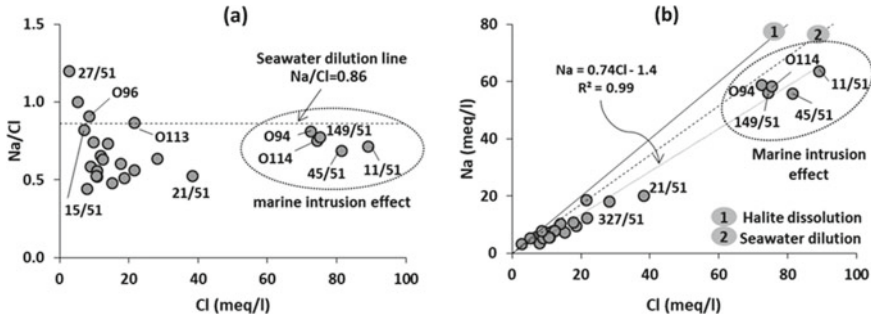 (a)
1.5
1.0
0.5
0.0
Na/Cl
27/51
O96
O113
15/51
21/51
Seawater dilution line
Na/Cl=0.86
O94
149/51
O114
45/51
11/51
marine intrusion effect
0
20
40
60
80
100
Cl (meq/l)
(b)
80
60
40
20
0
Na (meq/l)
1
2
Na = 0.74Cl - 1.4
R² = 0.99
O114
O94
11/51
149/51
45/51
Marine intrusion
effect
21/51
327/51
1 Halite dissolution
2 Seawater dilution
0
20
40
60
80
100
Cl (meq/l)